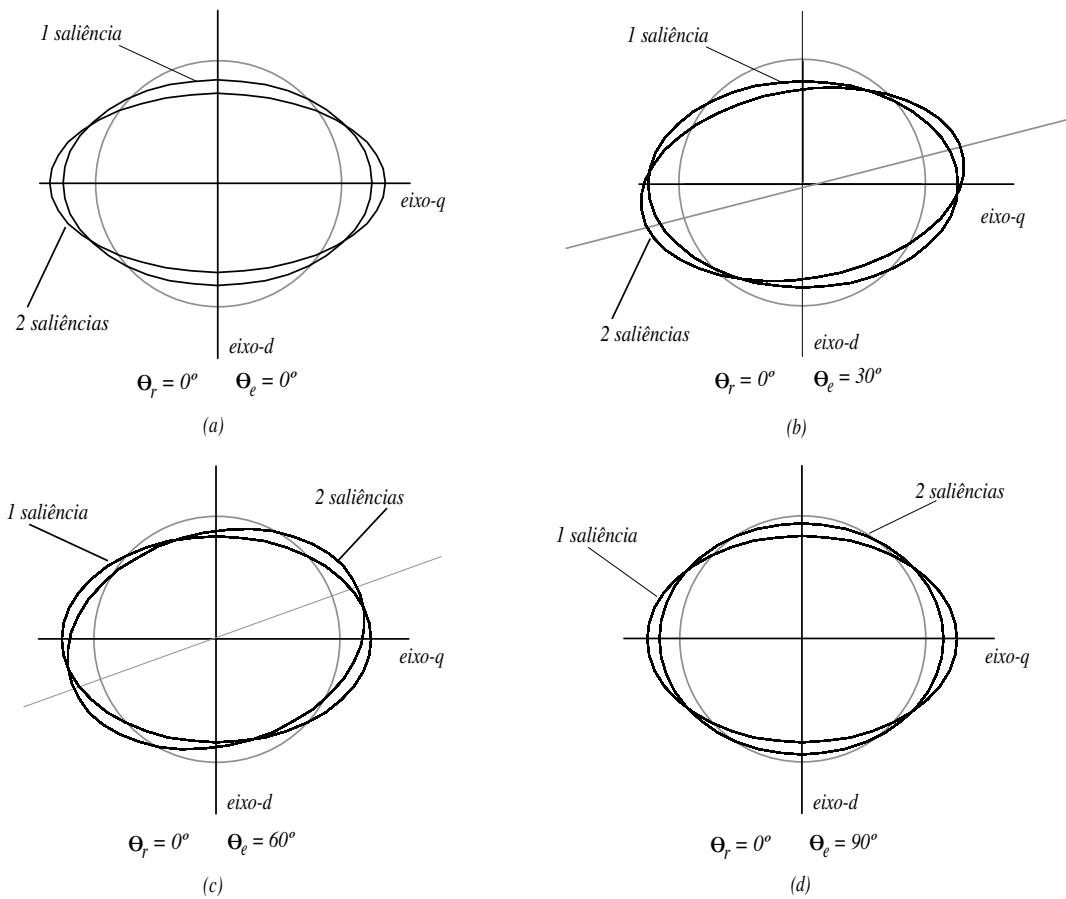 1 saliência
eixo-q
2 saliências
eixo-d
Θr = 0º Θe = 0º
(a)
1 saliência
eixo-q
2 saliências
eixo-d
Θr = 0º Θe = 30º
(b)
1 saliência
2 saliências
eixo-q
eixo-d
Θr = 0º Θe = 60º
(c)
2 saliências
1 saliência
eixo-q
eixo-d
Θr = 0º Θe = 90º
(d)